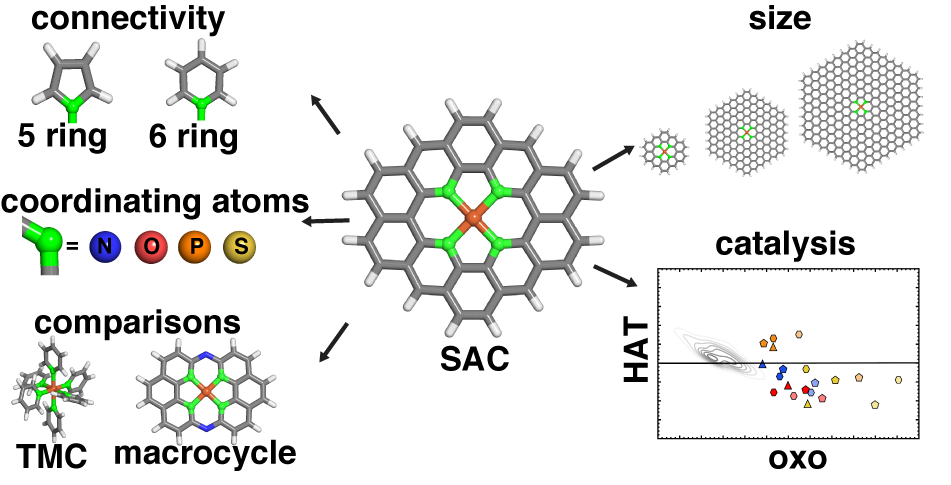 connectivity
5 ring
6 ring
coordinating atoms
= N O P S
comparisons
TMC
macrocycle
SAC
size
catalysis
HAT
oxo